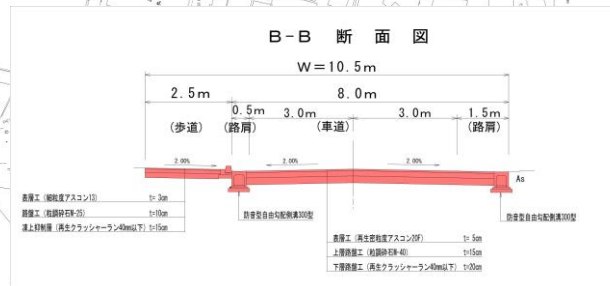 B-B 断面図
W=10.5m
2.5m 8.0m
0.5m 3.0m 3.0m 1.5m
(歩道) (路肩) (車道) (路肩)
2.00% 2.00% 2.00%
As
表層工 (細粒度アスコン13) t= 3cm
路盤工 (粒調砕石M-25) t=10cm
凍上抑制層 (再生クラッシャーラン40mm以下) t=15cm
防音型自由勾配側溝300型 防音型自由勾配側溝300型
表層工 (再生密粒度アスコン20F) t= 5cm
上層路盤工 (粒調砕石M-40) t=15cm
下層路盤工 (再生クラッシャーラン40mm以下) t=20cm